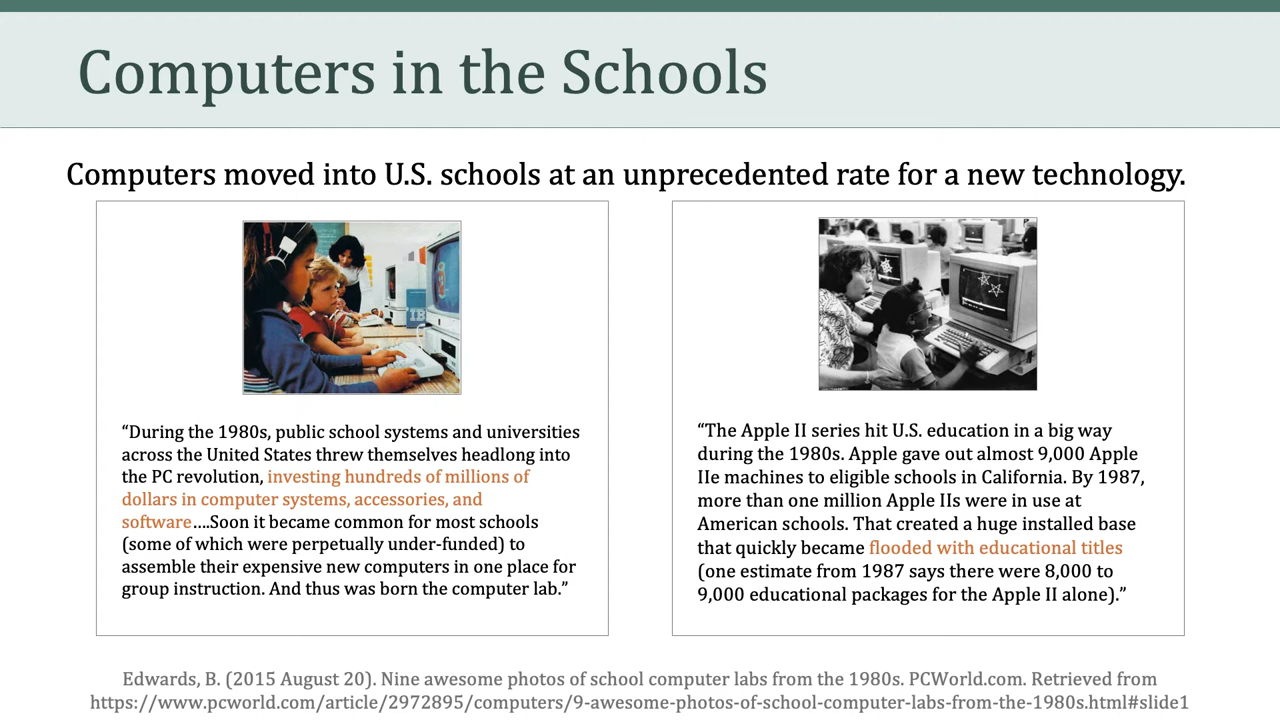 Computers in the Schools
Computers moved into U.S. schools at an unprecedented rate for a new technology.
IB
“During the 1980s, public school systems and universities
across the United States threw themselves headlong into
the PC revolution, investing hundreds of millions of
dollars in computer systems, accessories, and
software….Soon it became common for most schools
(some of which were perpetually under-funded) to
assemble their expensive new computers in one place for
group instruction. And thus was born the computer lab.”
“The Apple II series hit U.S. education in a big way
during the 1980s. Apple gave out almost 9,000 Apple
IIe machines to eligible schools in California. By 1987,
more than one million Apple IIs were in use at
American schools. That created a huge installed base
that quickly became flooded with educational titles
(one estimate from 1987 says there were 8,000 to
9,000 educational packages for the Apple II alone).”
Edwards, B. (2015 August 20). Nine awesome photos of school computer labs from the 1980s. PCWorld.com. Retrieved from
https://www.pcworld.com/article/2972895/computers/9-awesome-photos-of-school-computer-labs-from-the-1980s.html#slide1